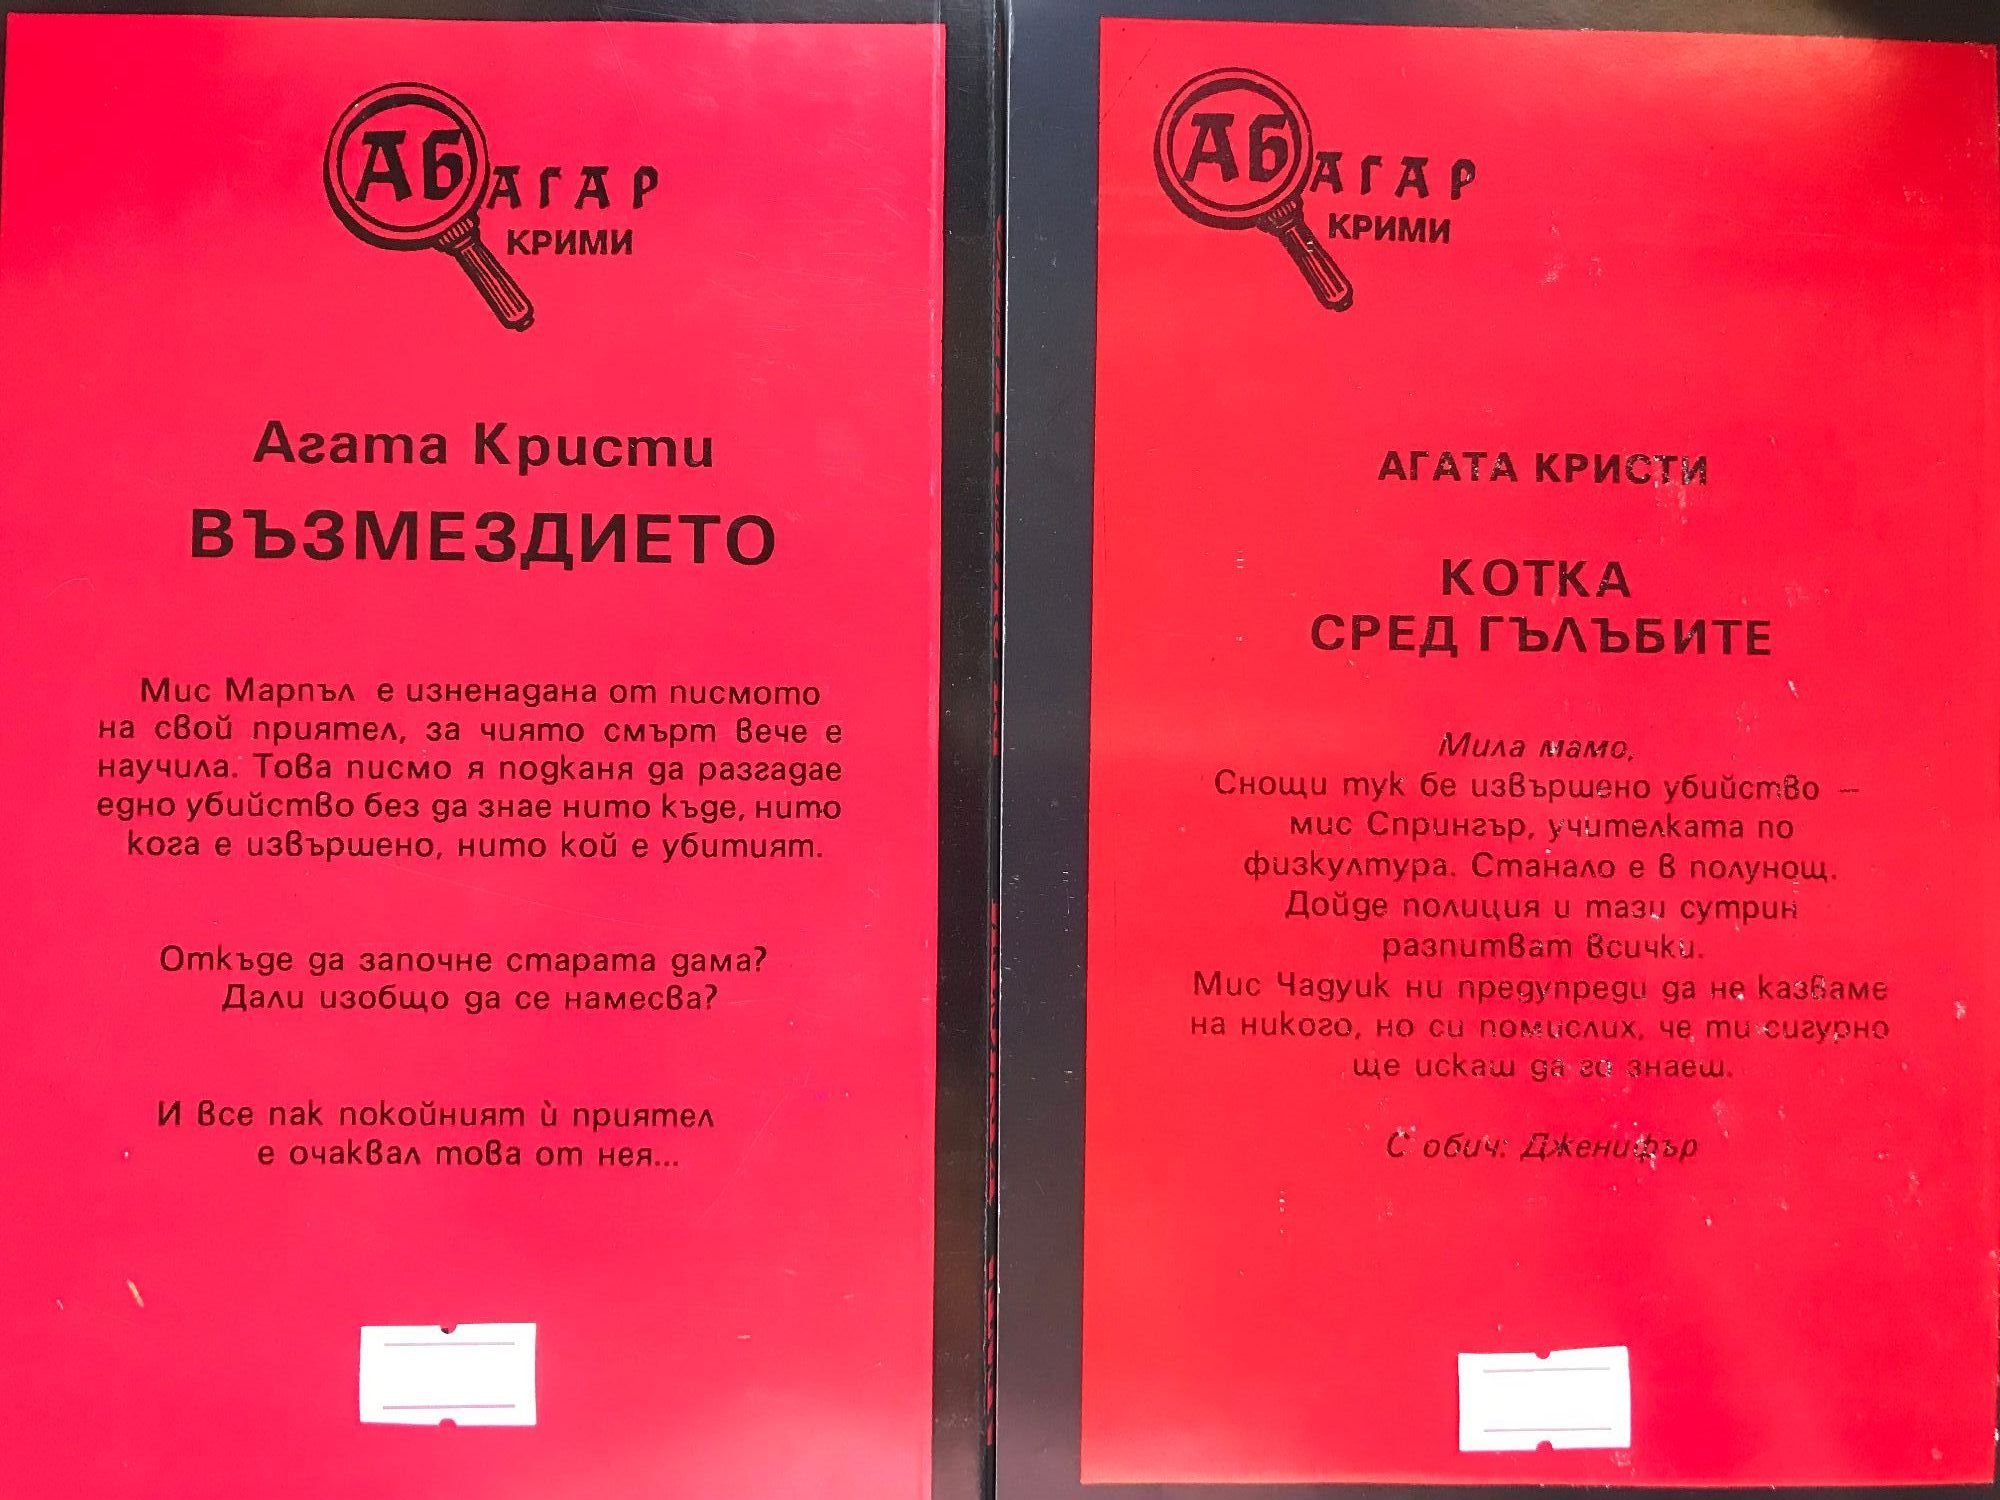 АБАГАР
КРИМИ
Агата Кристи
ВЪЗМЕЗДИЕТО
Мис Марпъл е изненадана от писмото
на свой приятел, за чиято смърт вече е
научила. Това писмо я подканя да разгадае
едно убийство без да знае нито къде, нито
кога е извършено, нито кой е убитият.
Откъде да започне старата дама?
Дали изобщо да се намесва?
И все пак покойният ѝ приятел
е очаквал това от нея...
АБАГАР
КРИМИ
АГАТА КРИСТИ
КОТКА
СРЕД ГЪЛЪБИТЕ
Мила мамо,
Снощи тук бе извършено убийство –
мис Спрингър, учителката по
физкултура. Станало е в полунощ.
Дойде полиция и тази сутрин
разпитват всички.
Мис Чадуик ни предупреди да не казваме
на никого, но си помислих, че ти сигурно
ще искаш да го знаеш.
С обич: Дженифър